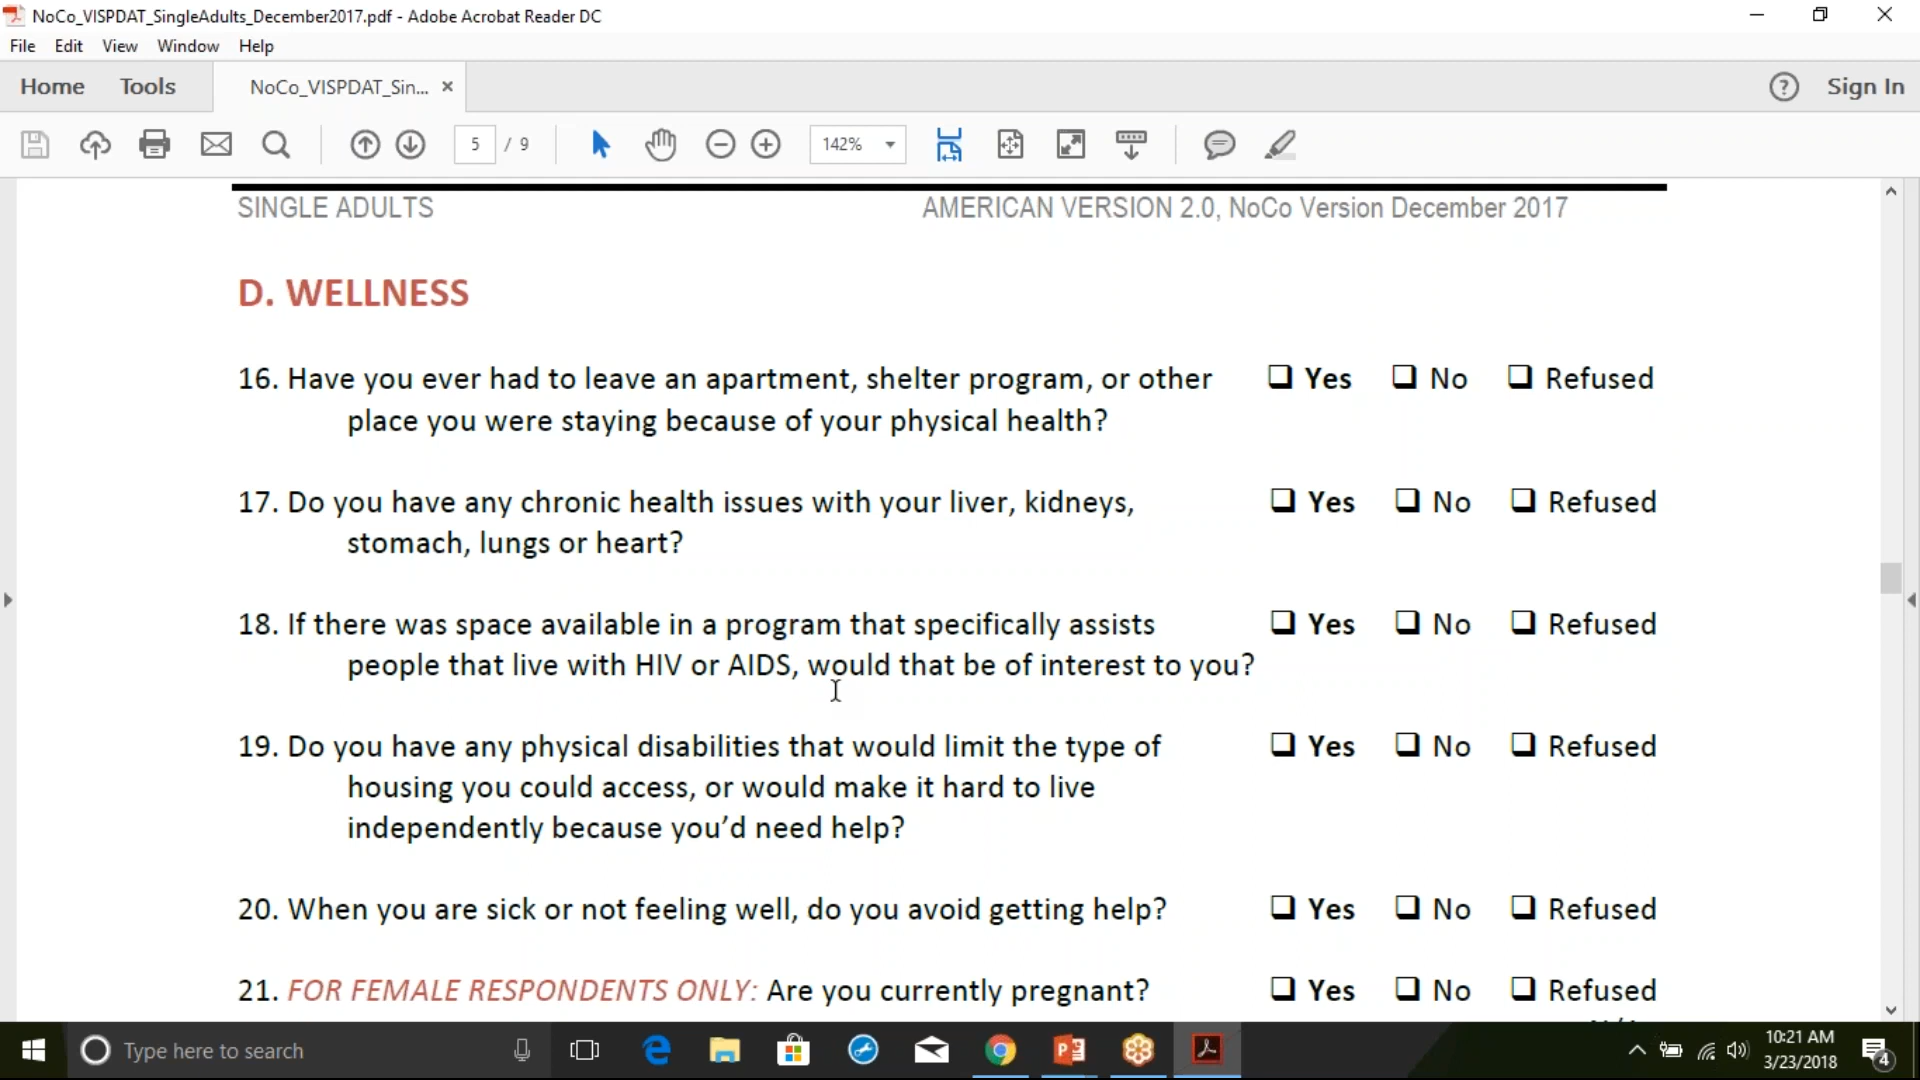 NoCo_VISPDAT_SingleAdults_December2017.pdf - Adobe Acrobat Reader DC
File Edit View Window Help
Home Tools NoCo_VISPDAT_Sin... × ? Sign In
5 / 9 142%
SINGLE ADULTS AMERICAN VERSION 2.0, NoCo Version December 2017
D. WELLNESS
16. Have you ever had to leave an apartment, shelter program, or other ❑ Yes ❑ No ❑ Refused
place you were staying because of your physical health?
17. Do you have any chronic health issues with your liver, kidneys, ❑ Yes ❑ No ❑ Refused
stomach, lungs or heart?
18. If there was space available in a program that specifically assists ❑ Yes ❑ No ❑ Refused
people that live with HIV or AIDS, would that be of interest to you?
19. Do you have any physical disabilities that would limit the type of ❑ Yes ❑ No ❑ Refused
housing you could access, or would make it hard to live
independently because you’d need help?
20. When you are sick or not feeling well, do you avoid getting help? ❑ Yes ❑ No ❑ Refused
21. FOR FEMALE RESPONDENTS ONLY: Are you currently pregnant? ❑ Yes ❑ No ❑ Refused
Type here to search
10:21 AM
3/23/2018
4